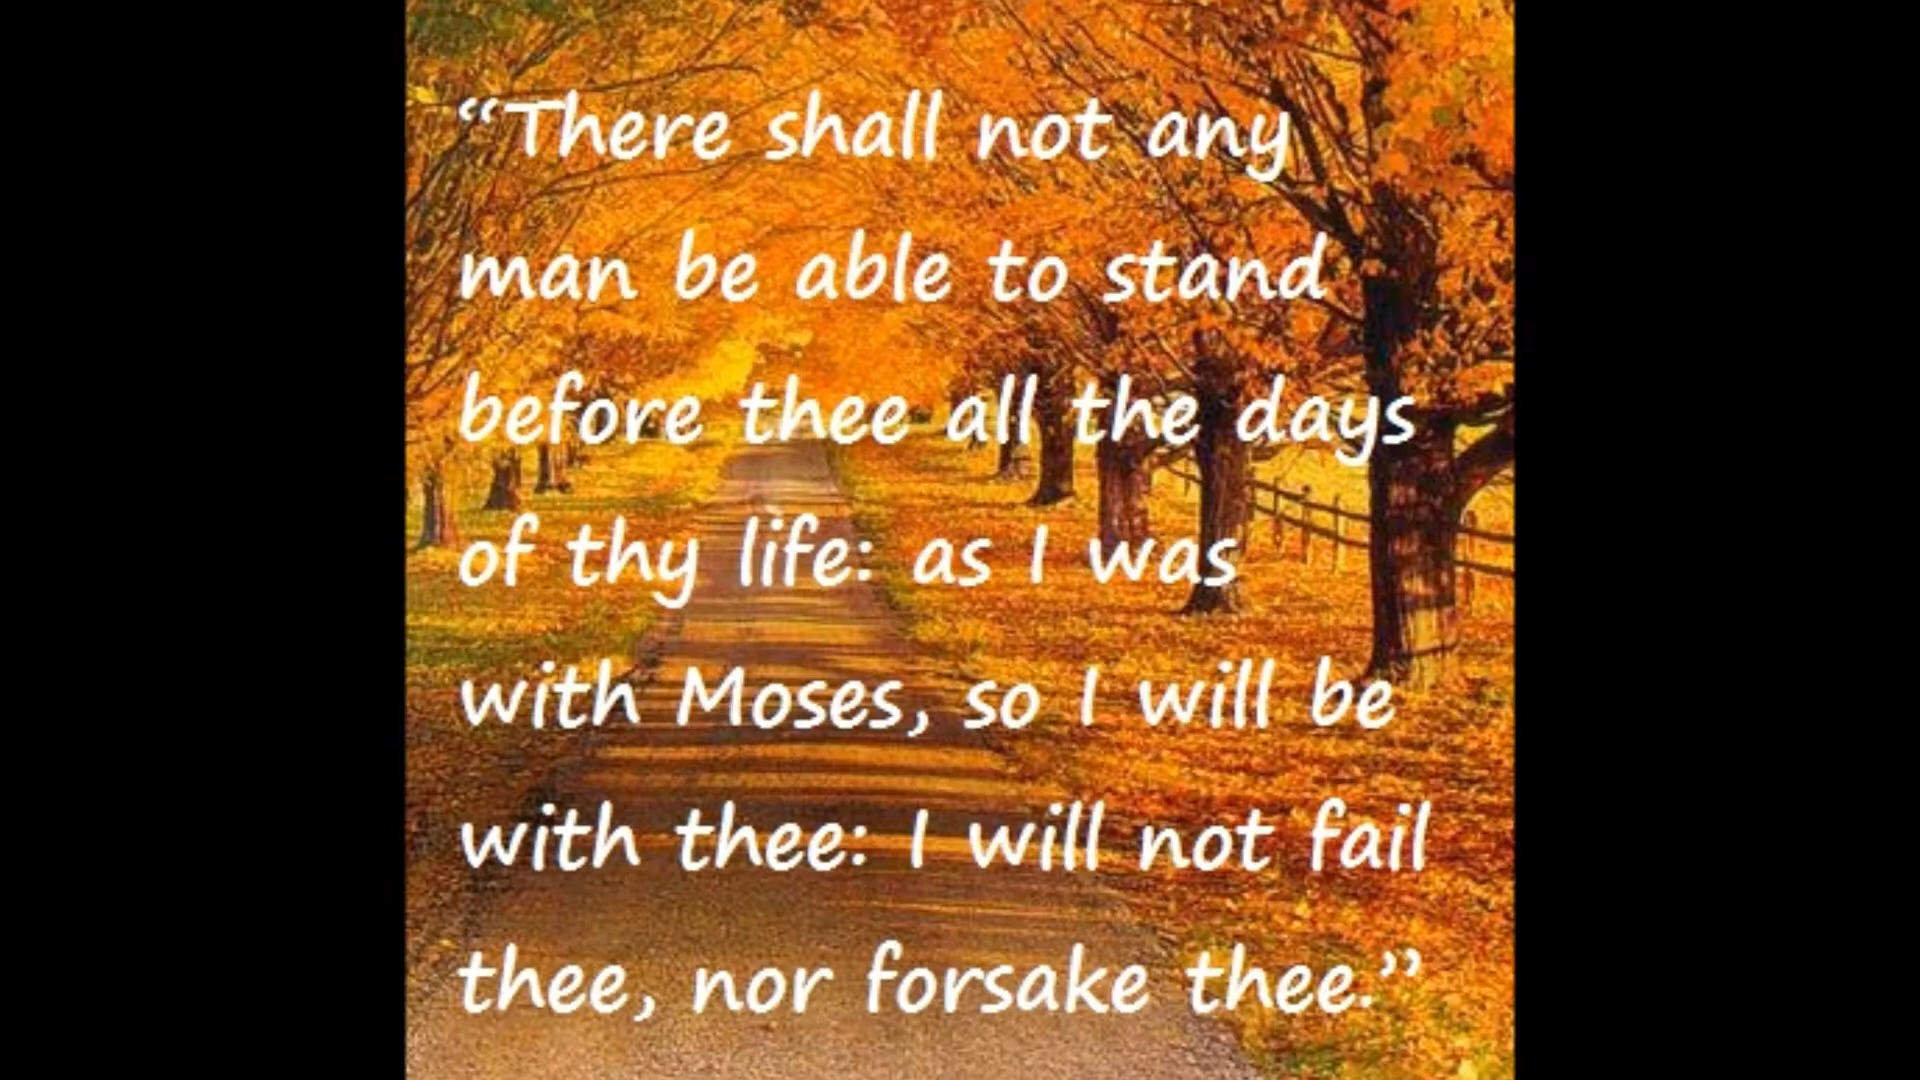 “There shall not any
man be able to stand
before thee all the days
of thy life: as I was
with Moses, so I will be
with thee: I will not fail
thee, nor forsake thee.”